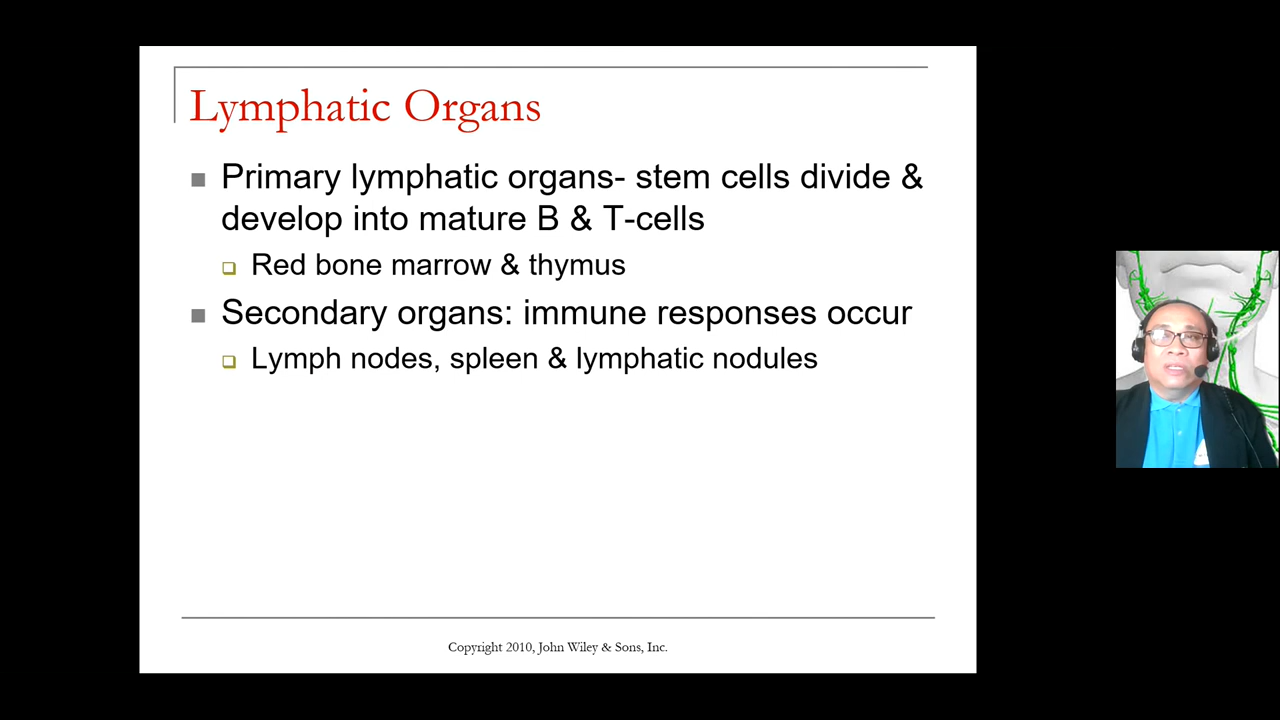 Lymphatic Organs
Primary lymphatic organs- stem cells divide &
develop into mature B & T-cells
Red bone marrow & thymus
Secondary organs: immune responses occur
Lymph nodes, spleen & lymphatic nodules
Copyright 2010, John Wiley & Sons, Inc.